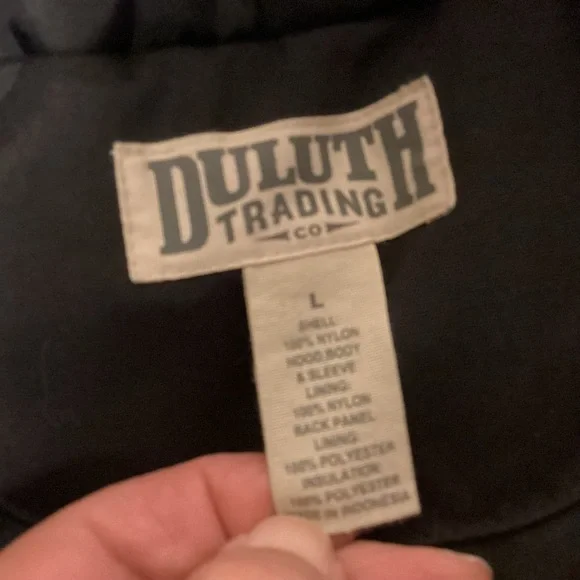 DULUTH
TRADING
CO
L
SHELL:
100% NYLON
HOOD,BODY
& SLEEVE
LINING:
100% NYLON
BACK PANEL
LINING:
100% POLYESTER
INSULATION:
100% POLYESTER
IN INDONESIA